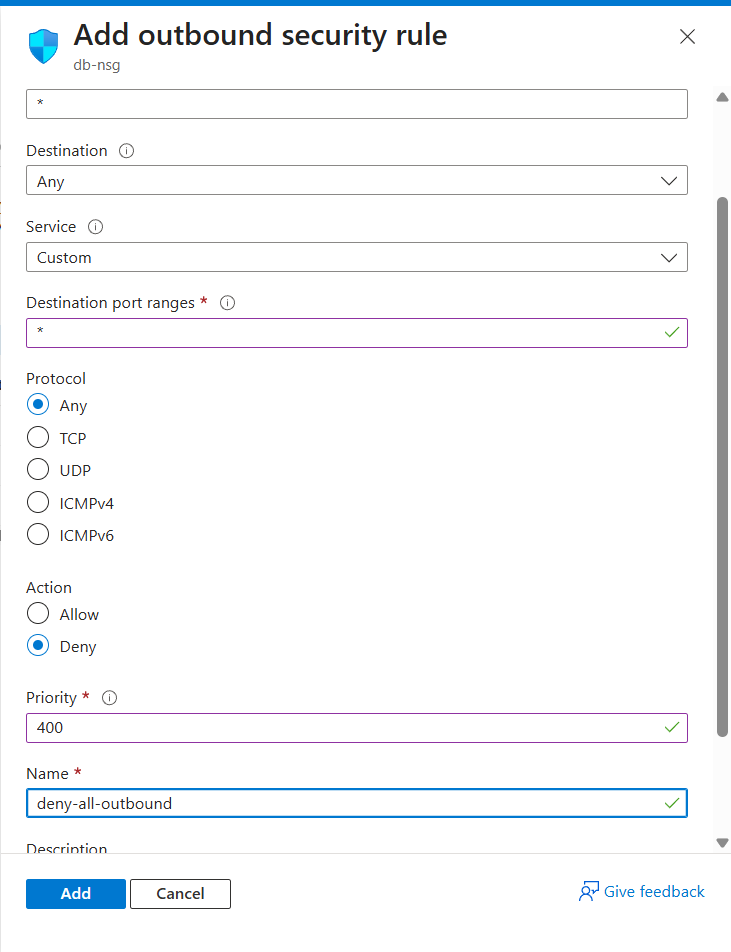 Add outbound security rule
db-nsg
*
Destination
Any
Service
Custom
Destination port ranges *
*
Protocol
Any
TCP
UDP
ICMPv4
ICMPv6
Action
Allow
Deny
Priority *
400
Name *
deny-all-outbound
Description
Add
Cancel
Give feedback